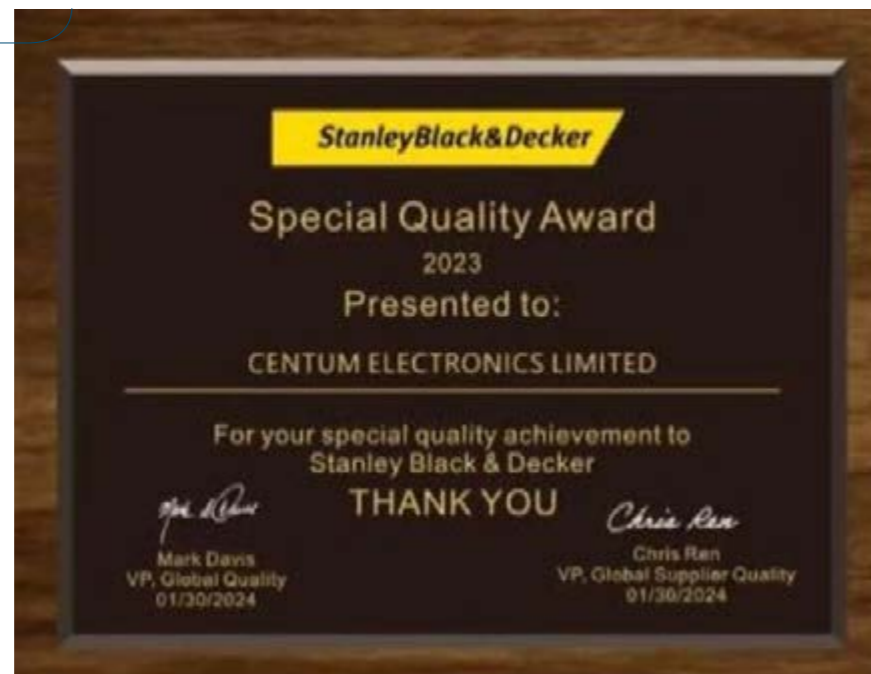 StanleyBlack&Decker
Special Quality Award
2023
Presented to:
CENTUM ELECTRONICS LIMITED
For your special quality achievement to
Stanley Black & Decker
THANK YOU
Mark Davis
VP, Global Quality
01/30/2024
Chris Ren
Chris Ren
VP, Global Supplier Quality
01/30/2024